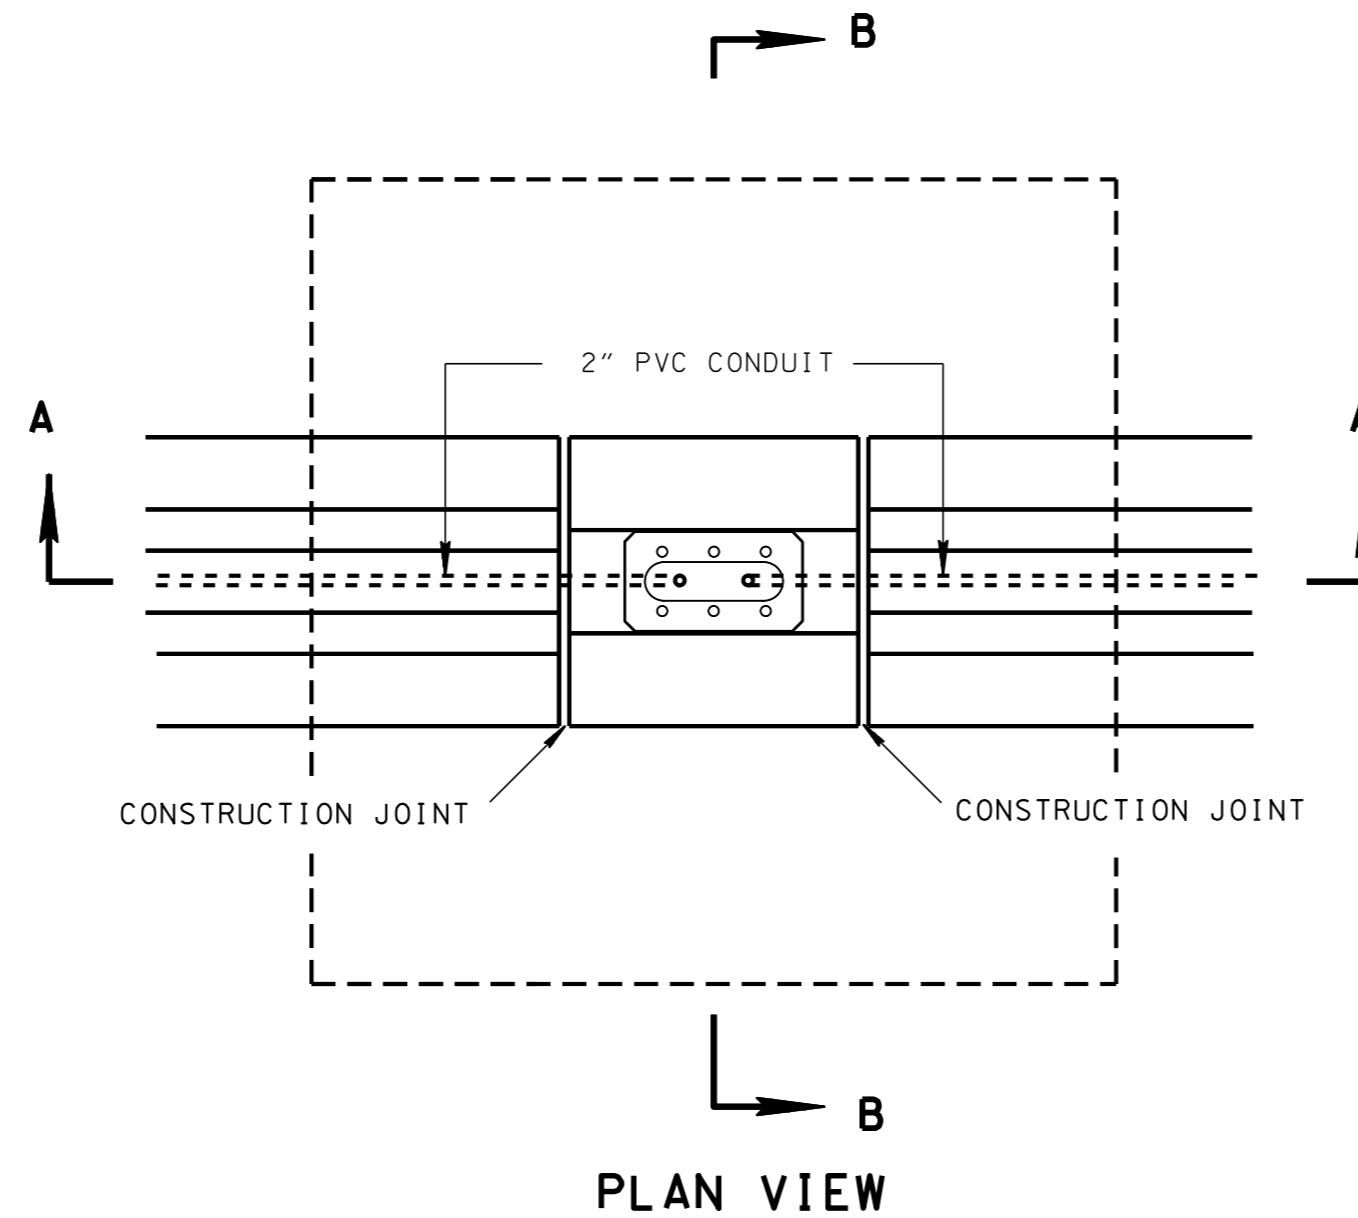 B
2" PVC CONDUIT
A
A
CONSTRUCTION JOINT
CONSTRUCTION JOINT
B
PLAN VIEW